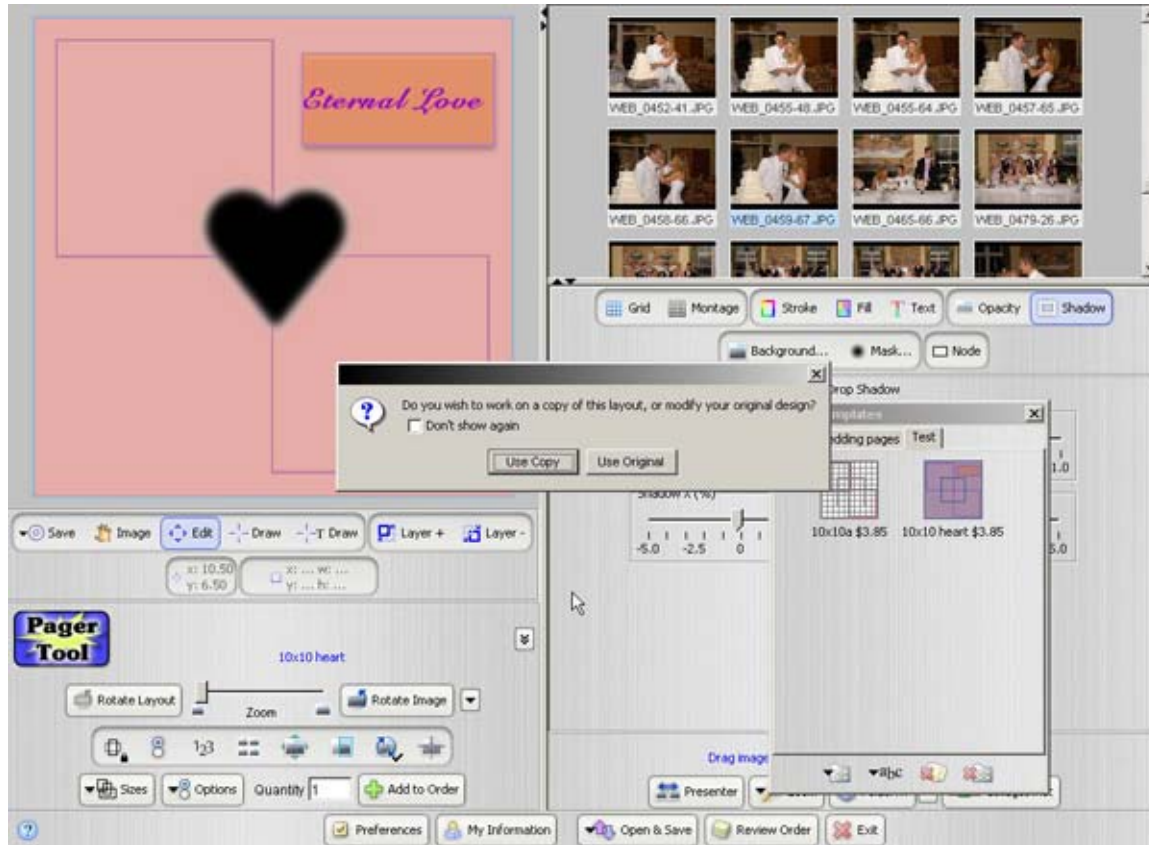 Eternal Love
WEB_0452-41.JPG
WEB_0455-48.JPG
WEB_0455-64.JPG
WEB_0457-65.JPG
WEB_0458-66.JPG
WEB_0459-67.JPG
WEB_0465-66.JPG
WEB_0479-26.JPG
Grid Montage Stroke Fill Text Opacity Shadow
Background... Mask... Node
Drop Shadow
Do you wish to work on a copy of this layout, or modify your original design?
Don't show again
Use Copy Use Original
pages Test
1.0
Shadow X (%)
-5.0 -2.5 0
5.0
10x10a $3.85 10x10 heart $3.85
Save Image Edit Draw T Draw Layer + Layer -
x: 10.50 x: ... w: ...
y: 6.50 y: ... h: ...
Pager
Tool
10x10 heart
Rotate Layout Zoom Rotate Image
123
Sizes Options Quantity 1 Add to Order
Drag image
abc
Presenter
Preferences My Information Open & Save Review Order Exit